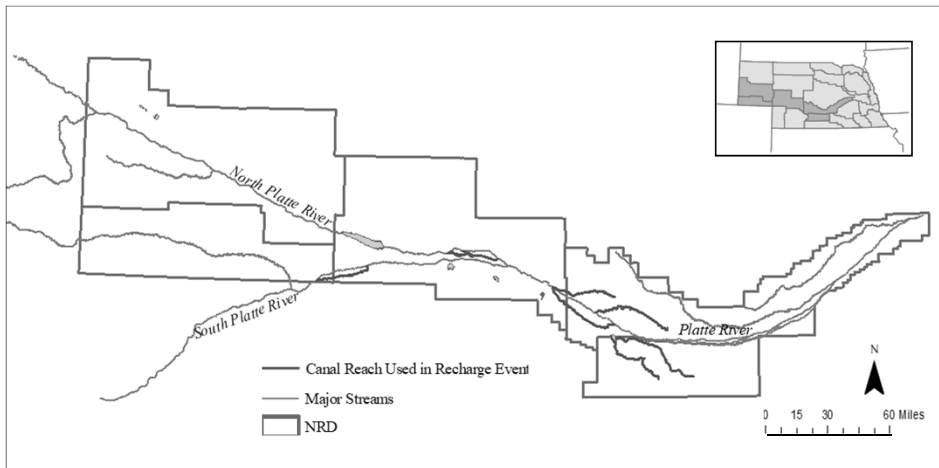 North Platte River
South Platte River
Platte River
Canal Reach Used in Recharge Event
Major Streams
NRD
N
0 15 30 60 Miles